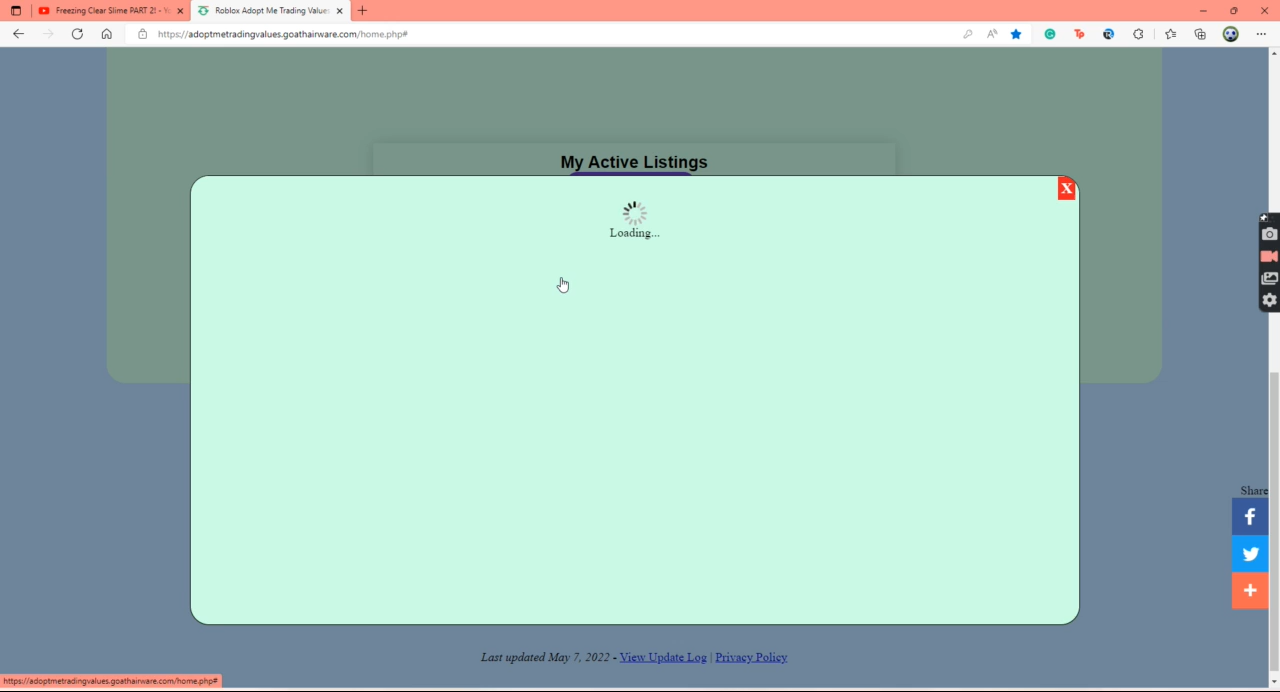 Freezing Clear Slime PART 2! - Yo
Roblox Adopt Me Trading Values
https://adoptmetradingvalues.goathairware.com/home.php#
My Active Listings
X
Loading...
Share
Last updated May 7, 2022 - View Update Log | Privacy Policy
https://adoptmetradingvalues.goathairware.com/home.php#